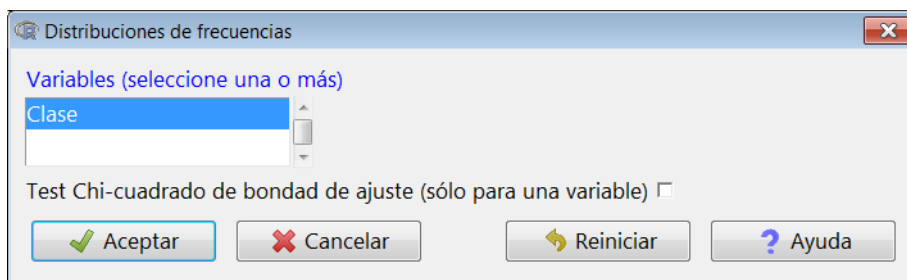 Distribuciones de frecuencias
Variables (seleccione una o más)
Clase
Test Chi-cuadrado de bondad de ajuste (sólo para una variable)
Aceptar Cancelar Reiniciar ? Ayuda